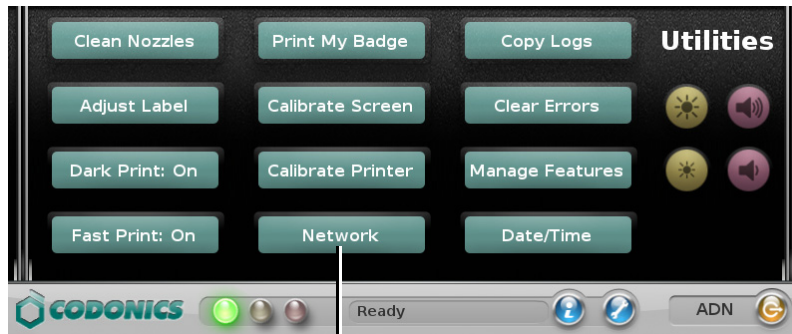 Clean Nozzles
Print My Badge
Copy Logs
Utilities
Adjust Label
Calibrate Screen
Clear Errors
Dark Print: On
Calibrate Printer
Manage Features
Fast Print: On
Network
Date/Time
CODONICS
Ready
i
ADN